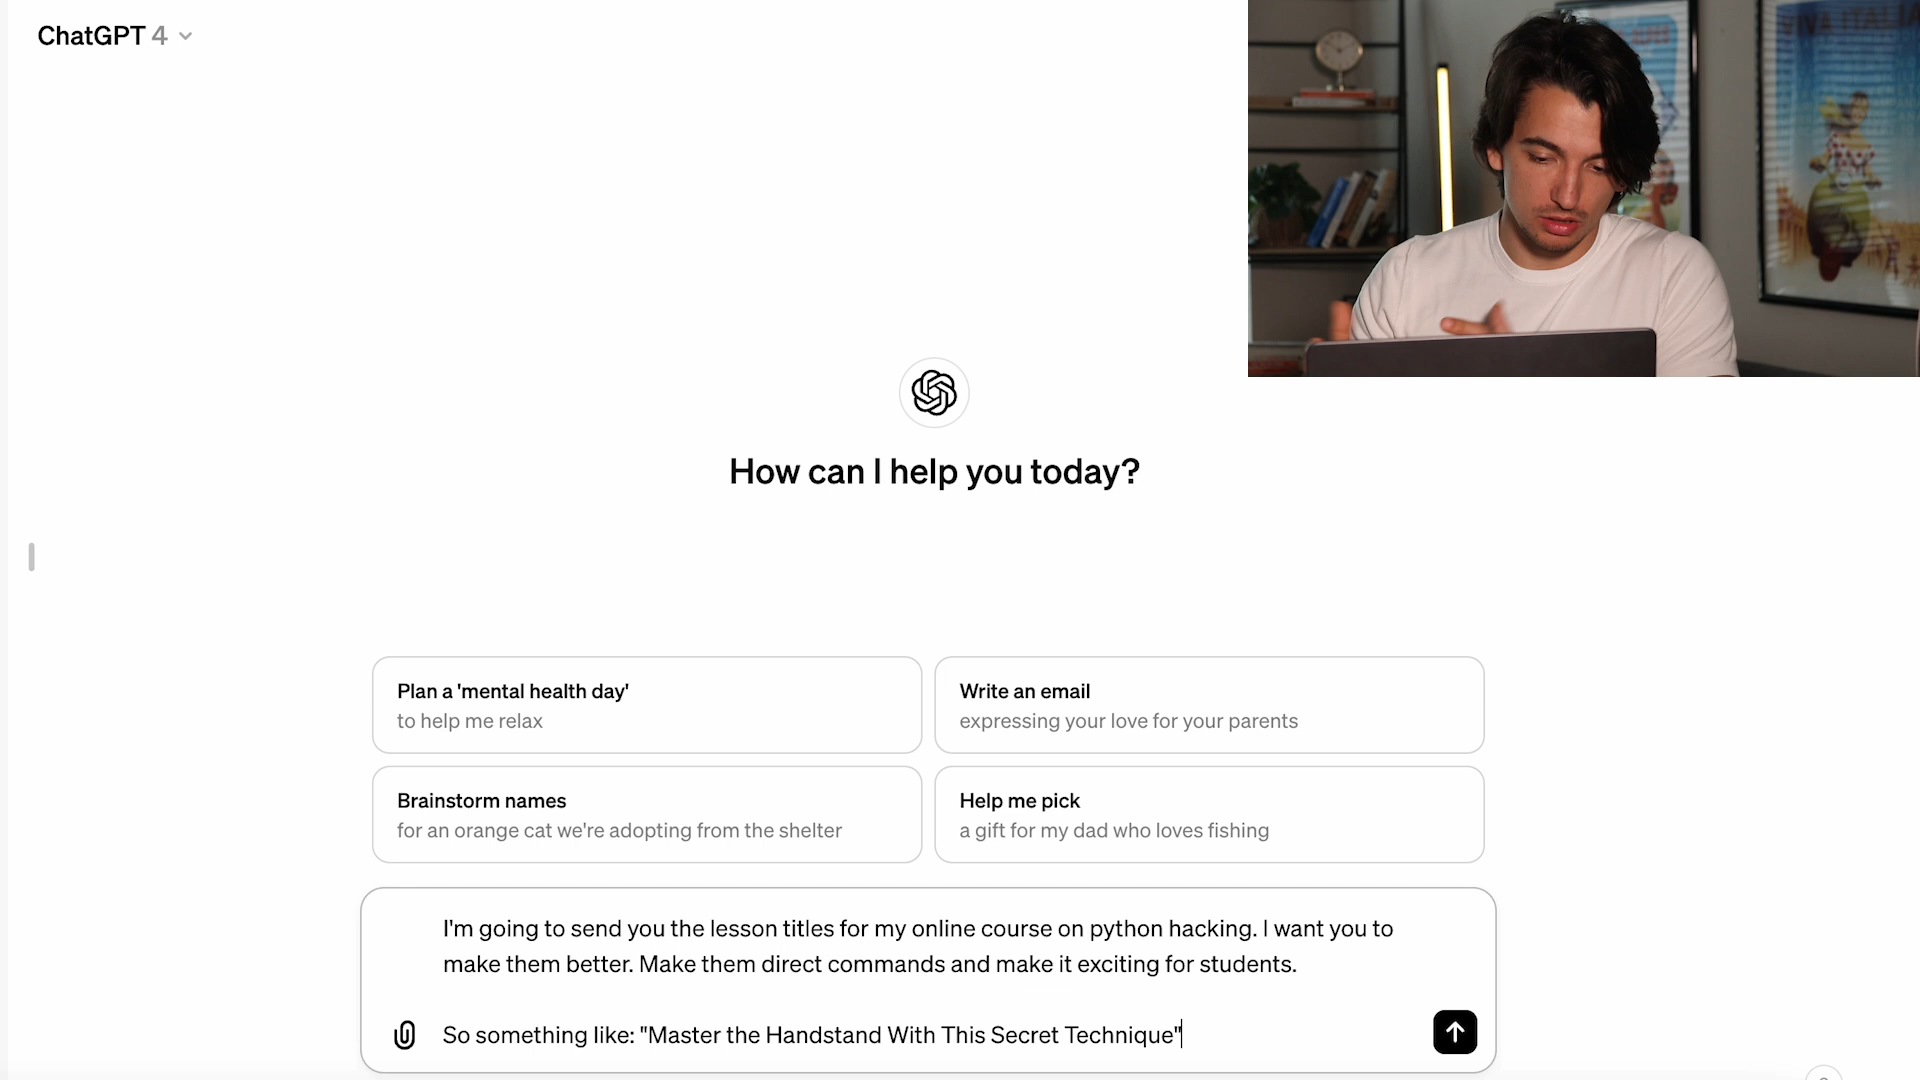 ChatGPT 4
VIVA ITALIA
How can I help you today?
Plan a 'mental health day'
to help me relax
Write an email
expressing your love for your parents
Brainstorm names
for an orange cat we're adopting from the shelter
Help me pick
a gift for my dad who loves fishing
I'm going to send you the lesson titles for my online course on python hacking. I want you to
make them better. Make them direct commands and make it exciting for students.
So something like: "Master the Handstand With This Secret Technique"